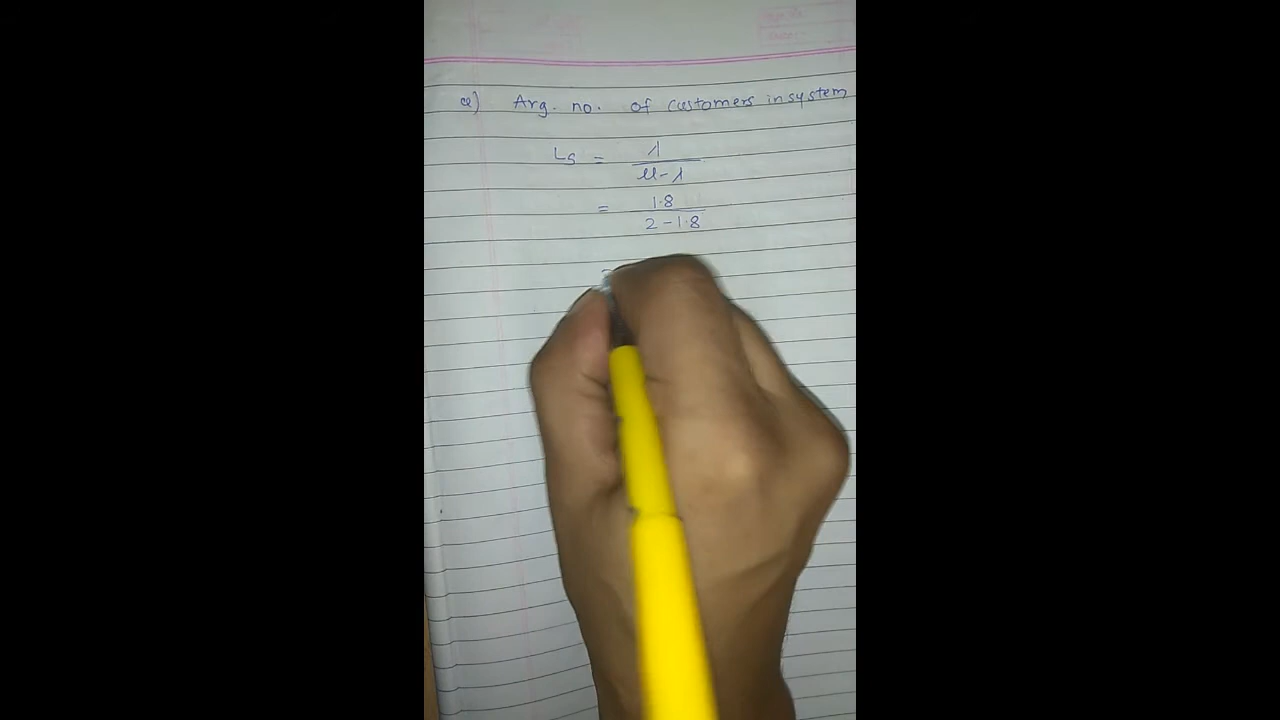 a) Avg. no. of customers in system
Ls = λ
μ-λ
= 1.8
2-1.8